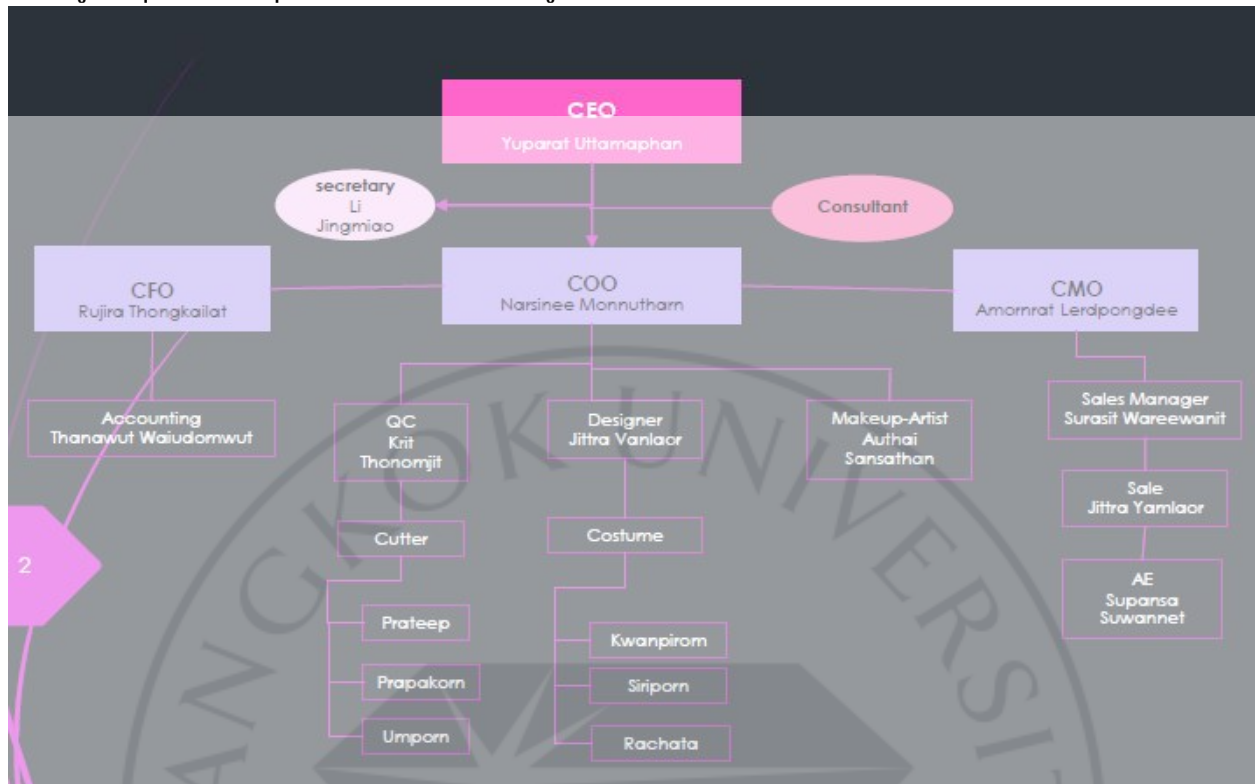 CEO
Yuparat Uttamaphan
secretary
Li
Jingmiao
Consultant
CFO
Rujira Thongkailat
COO
Narsinee Monnutharn
CMO
Amornrat Lerdpongdee
Accounting
Thanawut Waiudomwut
QC
Krit
Thonomjit
Designer
Jittra Vanlaor
Makeup-Artist
Authai
Sansathan
Sales Manager
Surasit Wareewanit
Cutter
Costume
Sale
Jittra Yamlaor
2
AE
Supansa
Suwannet
Prateep
Prapakorn
Umporn
Kwanpirom
Siriporn
Rachata
ANGKOK UNIVERSIT